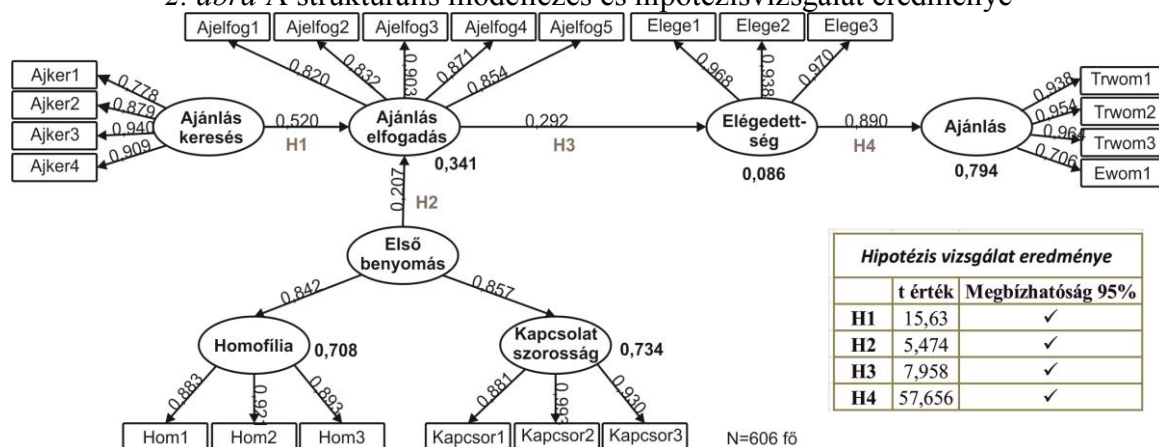 2. ábra A strukturális modellezés és hipotézisvizsgálat eredménye
Ajelfog1 Ajelfog2 Ajelfog3 Ajelfog4 Ajelfog5 Elege1 Elege2 Elege3
0,820 0,832 0,903 0,871 0,854 0,968 0,938 0,970
Ajker1
Ajker2
Ajker3
Ajker4
0,778
0,879
0,940
0,909
Ajánlás
keresés
0,520
H1
Ajánlás
elfogadás
0,341
0,292
H3
Elégedett-
ség
0,086
0,890
H4
Ajánlás
0,794
0,938
0,954
0,964
0,706
Trwom1
Trwom2
Trwom3
Ewom1
0,207
H2
Első
benyomás
0,842
0,857
Homofília
0,708
Kapcsolat
szorosság
0,734
0,883 0,893
0,881 0,993 0,930
Hom1 Hom2 Hom3
Kapcsor1 Kapcsor2 Kapcsor3
N=606 fő
Hipotézis vizsgálat eredménye
t érték Megbízhatóság 95%
H1 15,63 ✓
H2 5,474 ✓
H3 7,958 ✓
H4 57,656 ✓